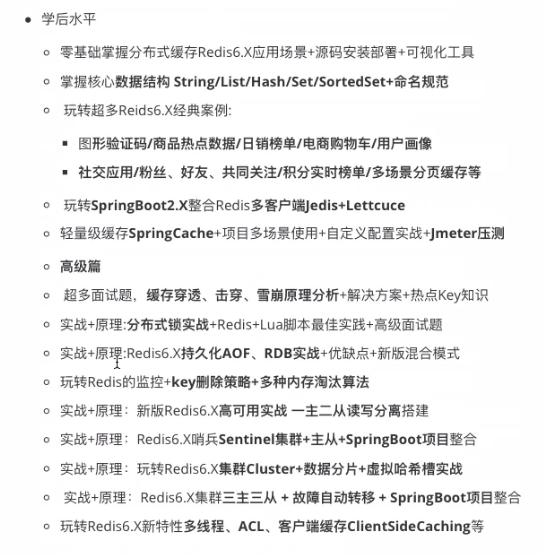 学后水平
零基础掌握分布式缓存Redis6.X应用场景+源码安装部署+可视化工具
掌握核心数据结构 String/List/Hash/Set/SortedSet+命名规范
玩转超多Reids6.X经典案例:
图形验证码/商品热点数据/日销榜单/电商购物车/用户画像
社交应用/粉丝、好友、共同关注/积分实时榜单/多场景分页缓存等
玩转SpringBoot2.X整合Redis多客户端Jedis+Lettcuce
轻量级缓存SpringCache+项目多场景使用+自定义配置实战+Jmeter压测
高级篇
超多面试题，缓存穿透、击穿、雪崩原理分析+解决方案+热点Key知识
实战+原理:分布式锁实战+Redis+Lua脚本最佳实践+高级面试题
实战+原理:Redis6.X持久化AOF、RDB实战+优缺点+新版混合模式
玩转Redis的监控+key删除策略+多种内存淘汰算法
实战+原理：新版Redis6.X高可用实战 一主二从读写分离搭建
实战+原理：Redis6.X哨兵Sentinel集群+主从+SpringBoot项目整合
实战+原理：玩转Redis6.X集群Cluster+数据分片+虚拟哈希槽实战
实战+原理：Redis6.X集群三主三从 + 故障自动转移 + SpringBoot项目整合
玩转Redis6.X新特性多线程、ACL、客户端缓存ClientSideCaching等